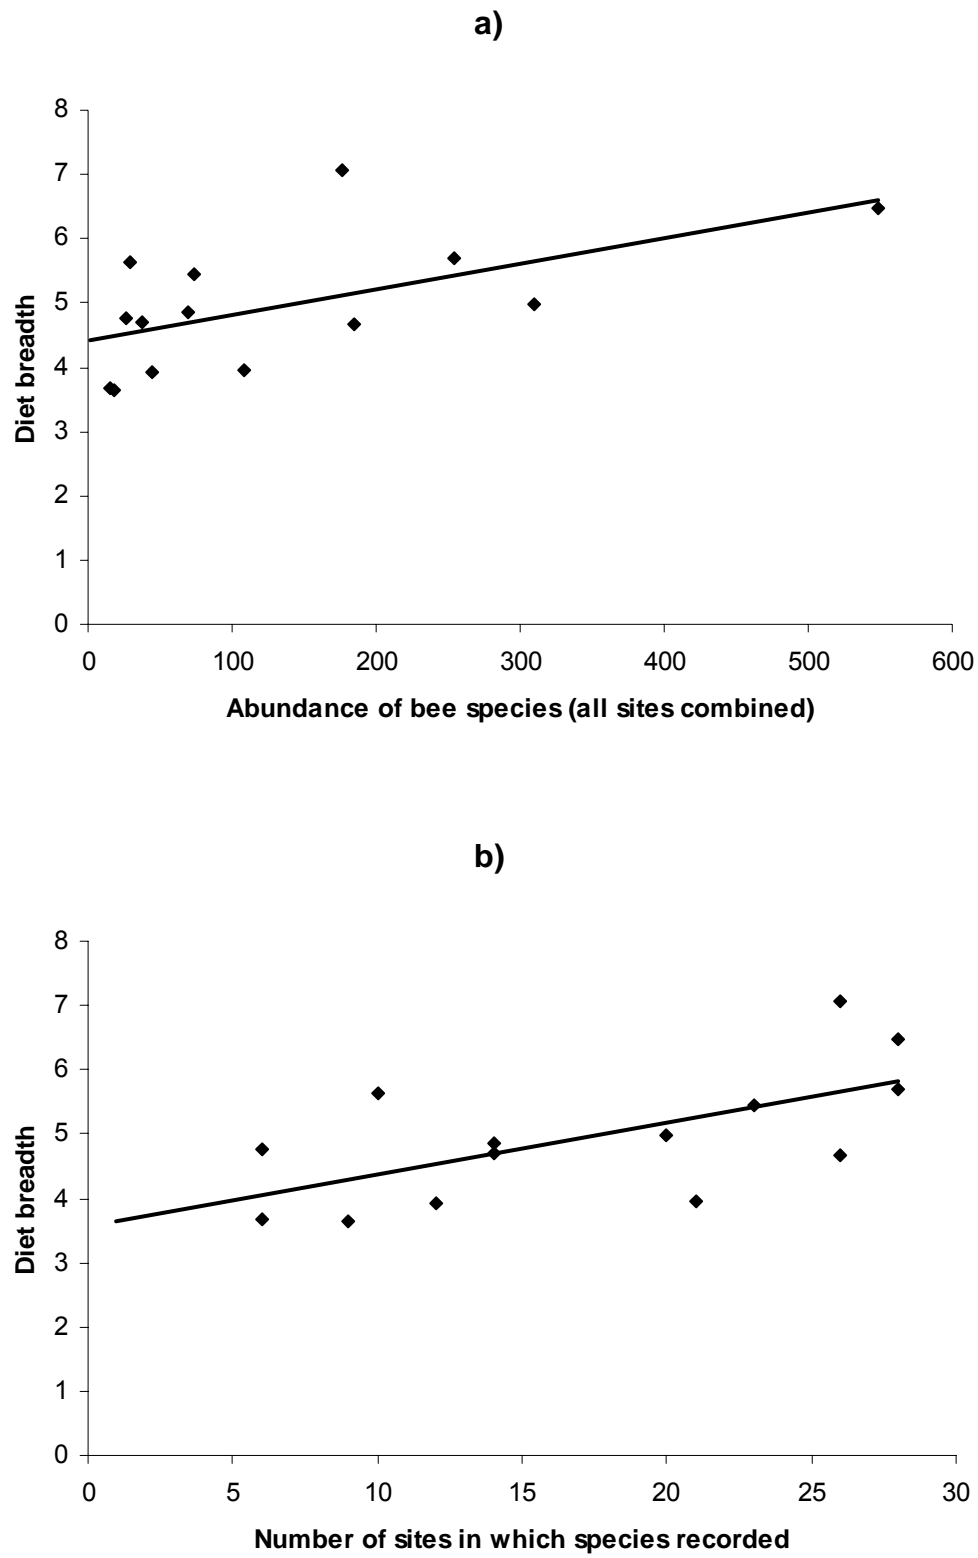 a)
8
7
6
5
4
3
2
1
0
Diet breadth
0 100 200 300 400 500 600
Abundance of bee species (all sites combined)
b)
8
7
6
5
4
3
2
1
0
Diet breadth
0 5 10 15 20 25 30
Number of sites in which species recorded